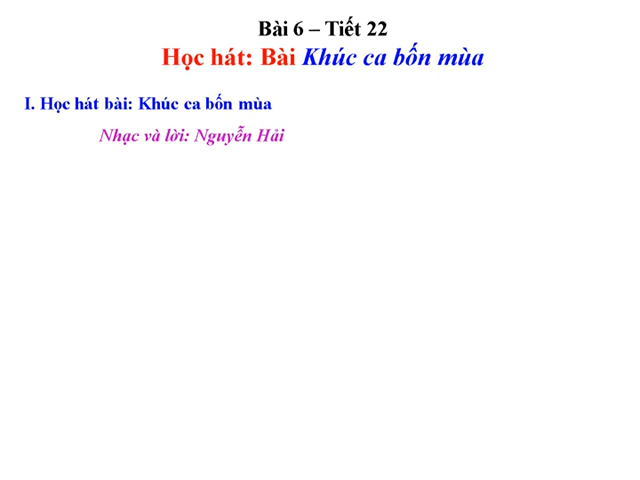 Bài 6 – Tiết 22
Học hát: Bài Khúc ca bốn mùa
I. Học hát bài: Khúc ca bốn mùa
Nhạc và lời: Nguyễn Hải